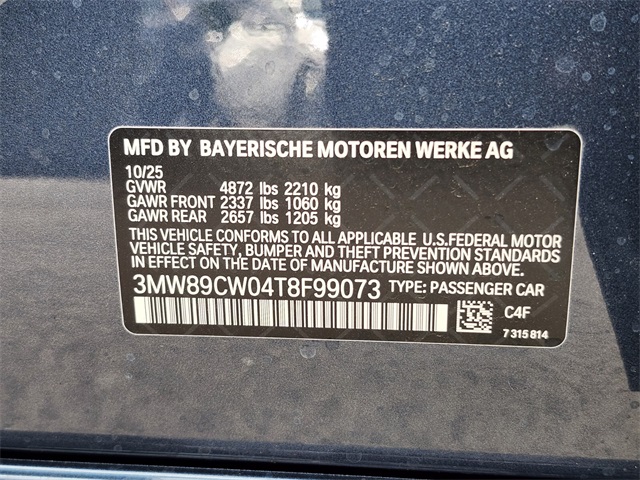 MFD BY BAYERISCHE MOTOREN WERKE AG
10/25
GVWR 4872 lbs 2210 kg
GAWR FRONT 2337 lbs 1060 kg
GAWR REAR 2657 lbs 1205 kg
THIS VEHICLE CONFORMS TO ALL APPLICABLE U.S.FEDERAL MOTOR
VEHICLE SAFETY, BUMPER AND THEFT PREVENTION STANDARDS
IN EFFECT ON THE DATE OF MANUFACTURE SHOWN ABOVE.
3MW89CW04T8F99073 TYPE: PASSENGER CAR
C4F
7 315 814